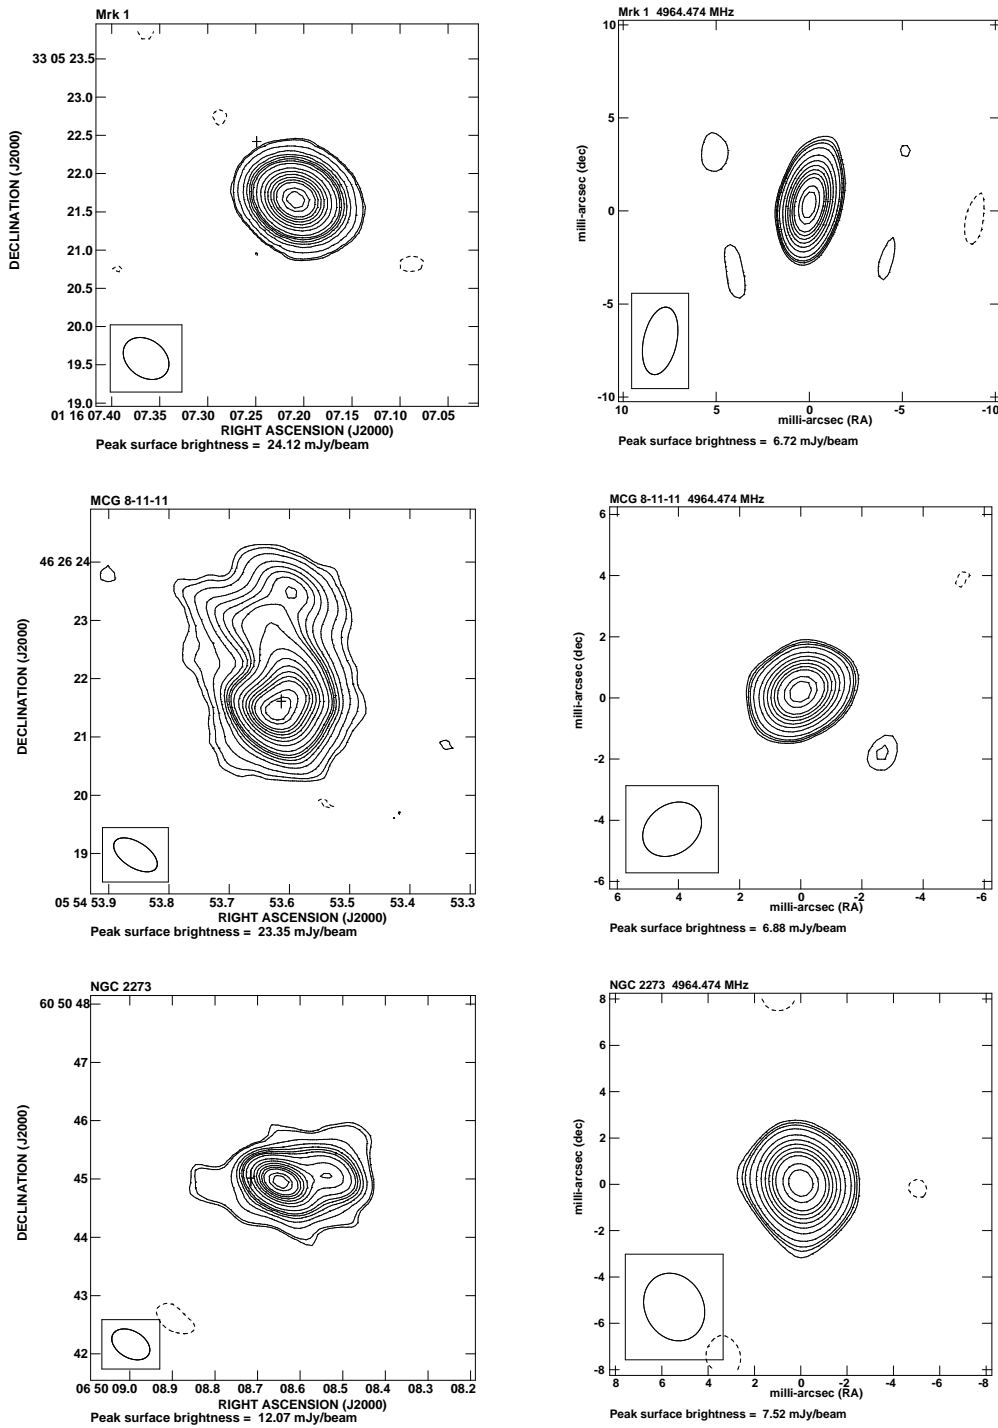 Mrk 1
DECLINATION (J2000)
33 05 23.5
23.0
22.5
22.0
21.5
21.0
20.5
20.0
19.5
19.0
01 16 07.40 07.35 07.30 07.25 07.20 07.15 07.10 07.05
RIGHT ASCENSION (J2000)
Peak surface brightness = 24.12 mJy/beam
Mrk 1 4964.474 MHz
milli-arcsec (dec)
10
5
0
-5
-10
10 5 0 -5 -10
milli-arcsec (RA)
Peak surface brightness = 6.72 mJy/beam
MCG 8-11-11
DECLINATION (J2000)
46 26 24
23
22
21
20
19
05 54 53.9 53.8 53.7 53.6 53.5 53.4 53.3
RIGHT ASCENSION (J2000)
Peak surface brightness = 23.35 mJy/beam
MCG 8-11-11 4964.474 MHz
milli-arcsec (dec)
6
4
2
0
-2
-4
-6
6 4 2 0 -2 -4 -6
milli-arcsec (RA)
Peak surface brightness = 6.88 mJy/beam
NGC 2273
DECLINATION (J2000)
60 50 48
47
46
45
44
43
42
06 50 09.0 08.9 08.8 08.7 08.6 08.5 08.4 08.3 08.2
RIGHT ASCENSION (J2000)
Peak surface brightness = 12.07 mJy/beam
NGC 2273 4964.474 MHz
milli-arcsec (dec)
8
6
4
2
0
-2
-4
-6
-8
8 6 4 2 0 -2 -4 -6 -8
milli-arcsec (RA)
Peak surface brightness = 7.52 mJy/beam